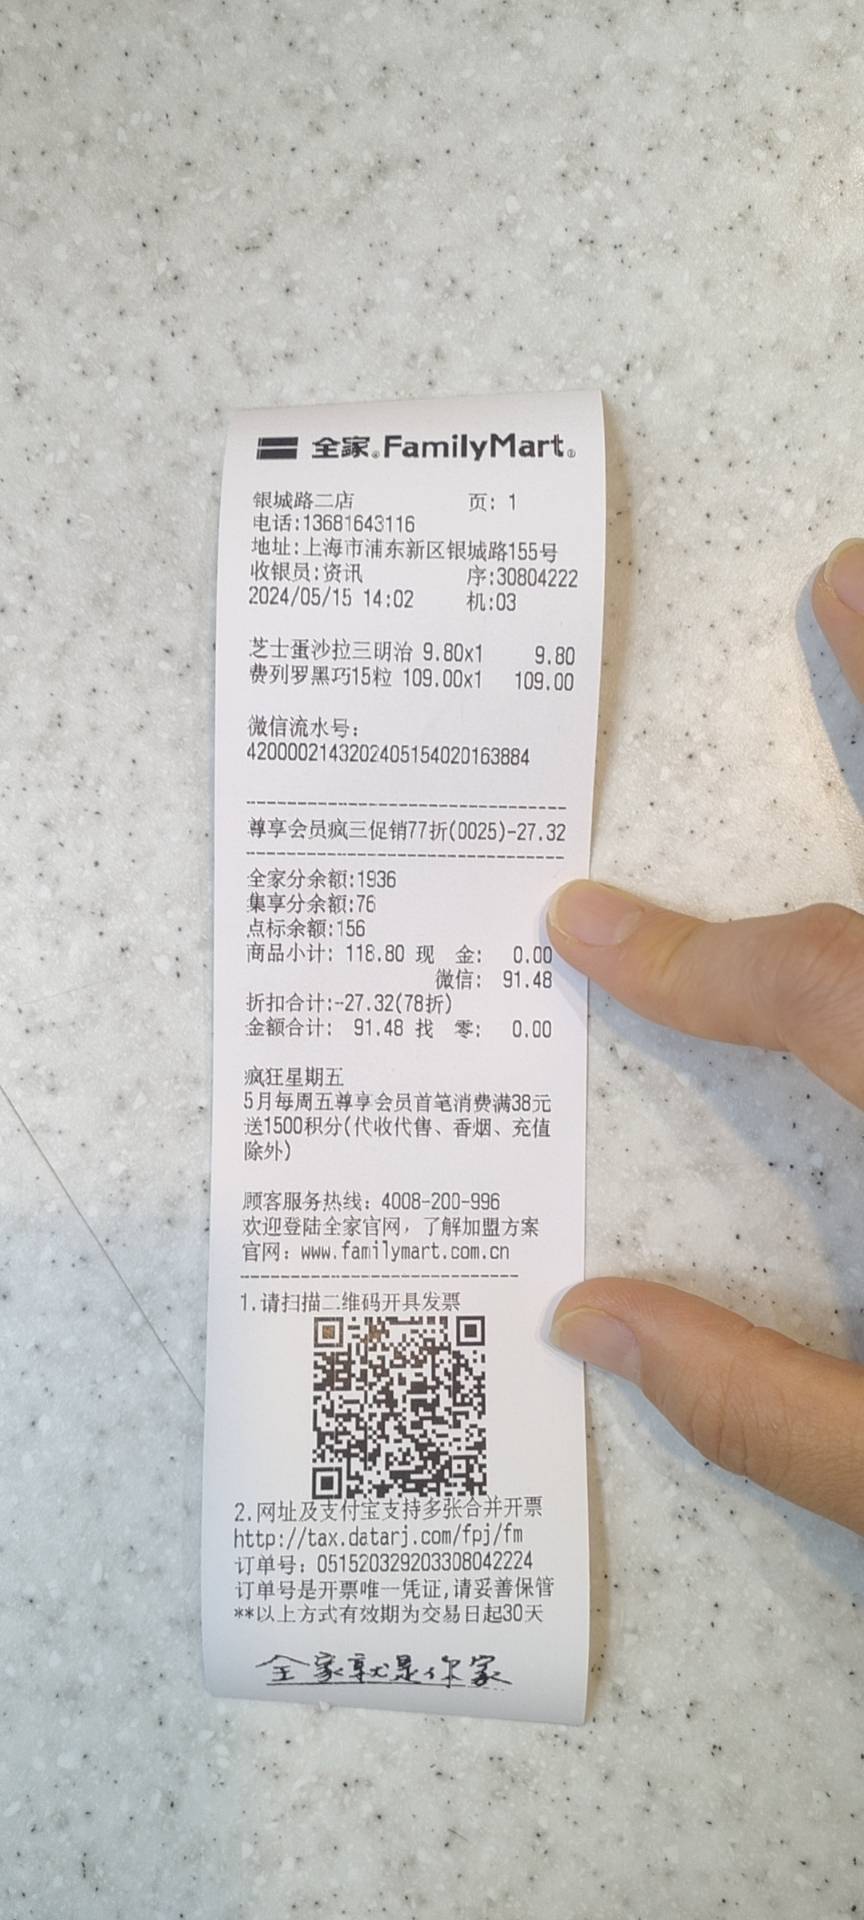 全家 FamilyMart
银城路二店 页: 1
电话:13681643116
地址:上海市浦东新区银城路155号
收银员:资讯 序:30804222
2024/05/15 14:02 机:03
芝士蛋沙拉三明治 9.80x1 9.80
费列罗黑巧15粒 109.00x1 109.00
微信流水号:
4200002143202405154020163884
--------------------------------
尊享会员疯三促销77折(0025)-27.32
--------------------------------
全家分余额:1936
集享分余额:76
点标余额:156
商品小计: 118.80 现 金: 0.00
微信: 91.48
折扣合计:-27.32(78折)
金额合计: 91.48 找 零: 0.00
疯狂星期五
5月每周五尊享会员首笔消费满38元
送1500积分(代收代售、香烟、充值
除外)
顾客服务热线: 4008-200-996
欢迎登陆全家官网, 了解加盟方案
官网: www.familymart.com.cn
----------------------------
1.请扫描二维码开具发票
2.网址及支付宝支持多张合并开票
http://tax.datarj.com/fpj/fm
订单号: 051520329203308042224
订单号是开票唯一凭证,请妥善保管
**以上方式有效期为交易日起30天
全家就是你家